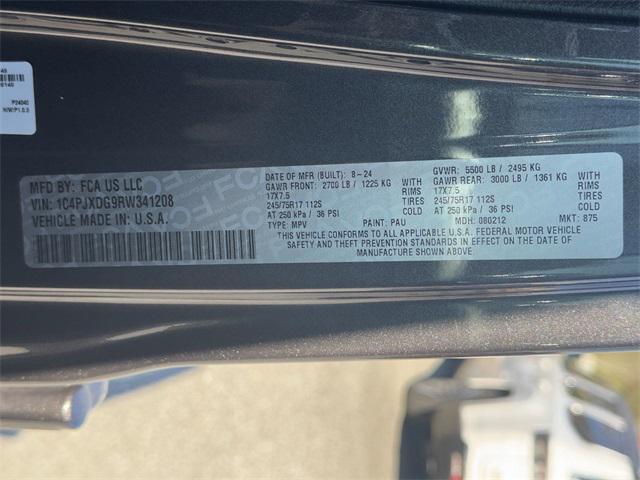 P24040
MFD BY: FCA US LLC
VIN: 1C4PJXDG9RW341208
VEHICLE MADE IN U.S.A.
DATE OF MFR (BUILT): 8-24
GAWR FRONT: 2700 LB / 1225 KG WITH
17X7.5 RIMS
245/75R17 112S TIRES
AT 250 kPa / 36 PSI COLD
TYPE: MPV PAINT: PAU
GVWR: 5500 LB / 2495 KG
GAWR REAR: 3000 LB / 1361 KG WITH
17X7.5 RIMS
245/75R17 112S TIRES
AT 250 kPa / 36 PSI COLD
MDH: 080212 MKT: 875
THIS VEHICLE CONFORMS TO ALL APPLICABLE U.S.A. FEDERAL MOTOR VEHICLE
SAFETY AND THEFT PREVENTION STANDARDS IN EFFECT ON THE DATE OF
MANUFACTURE SHOWN ABOVE